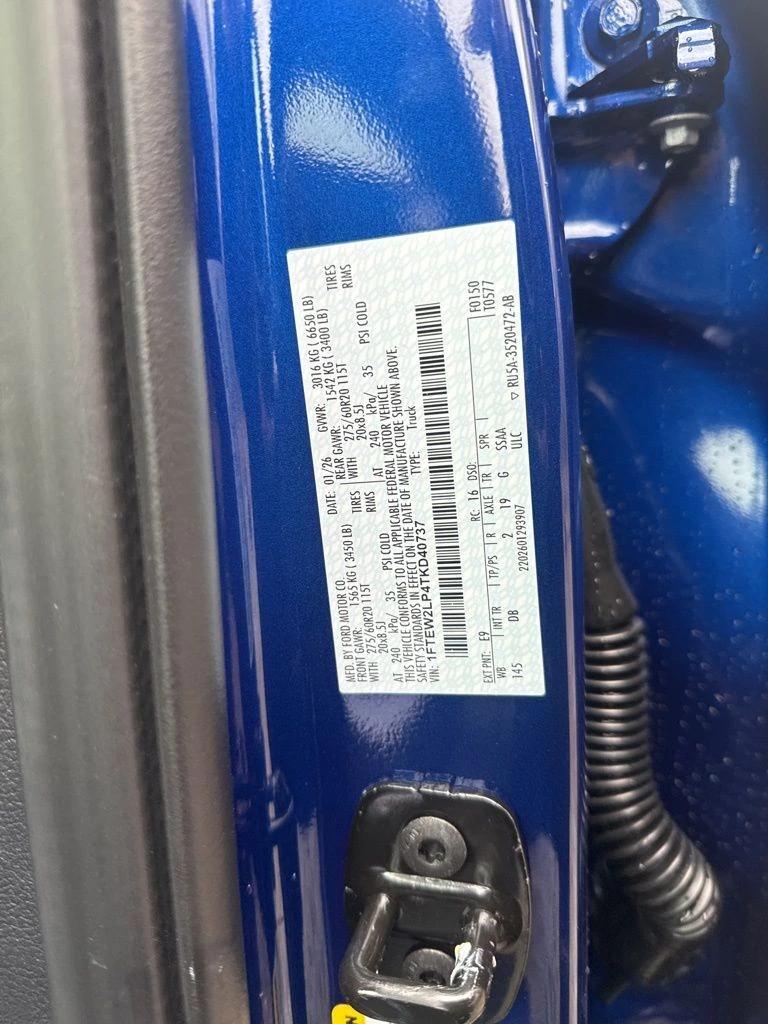 MFD. BY FORD MOTOR CO.
DATE: 01/26 GVWR: 3016 KG ( 6650 LB)
FRONT GAWR: 1565 KG ( 3450 LB) REAR GAWR: 1542 KG ( 3400 LB)
WITH 275/60R20 115T TIRES WITH 275/60R20 115T TIRES
20x8.5J RIMS 20x8.5J RIMS
AT 240 kPa/ 35 PSI COLD AT 240 kPa/ 35 PSI COLD
THIS VEHICLE CONFORMS TO ALL APPLICABLE FEDERAL MOTOR VEHICLE
SAFETY STANDARDS IN EFFECT ON THE DATE OF MANUFACTURE SHOWN ABOVE.
VIN: 1FTEW2LP4TKD40737 TYPE: Truck
EXT PNT: E9 RC: 16 DSO: F0150
WB INT TR TP/PS R AXLE TR SPR T0577
145 DB 2 19 G SSAA
2202601293907 ULC ▽ RU5A-3520472-AB